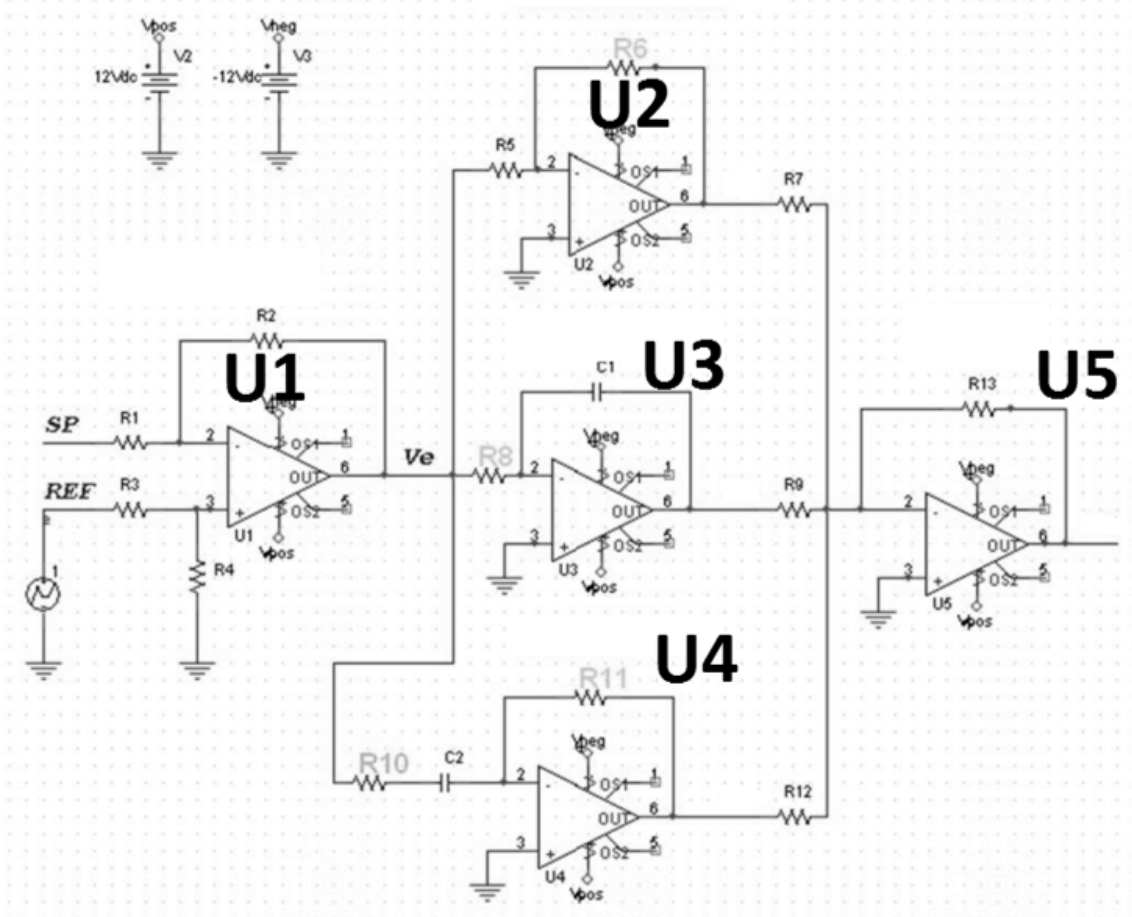 Vpos
Vneg
V2
V3
12Vdc
-12Vdc
R6
U2
Vneg
R5
2
-
OS1
1
OUT
6
R7
3
+
OS2
5
U2
Vpos
R2
U1
Vneg
SP
R1
2
-
OS1
1
OUT
6
Ve
REF
R3
3
+
OS2
5
U1
Vpos
R4
1
C1
U3
Vneg
R8
2
-
OS1
1
OUT
6
R9
3
+
OS2
5
U3
Vpos
R13
U5
Vneg
2
-
OS1
1
OUT
6
3
+
OS2
5
U5
Vpos
U4
R11
Vneg
R10
C2
2
-
OS1
1
OUT
6
R12
3
+
OS2
5
U4
Vpos